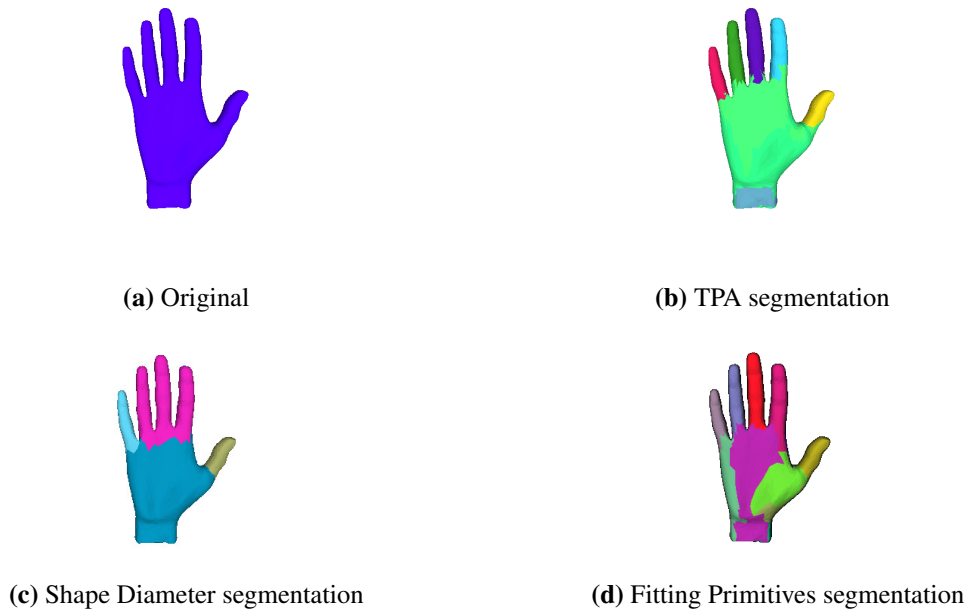 (a) Original
(b) TPA segmentation
(c) Shape Diameter segmentation
(d) Fitting Primitives segmentation